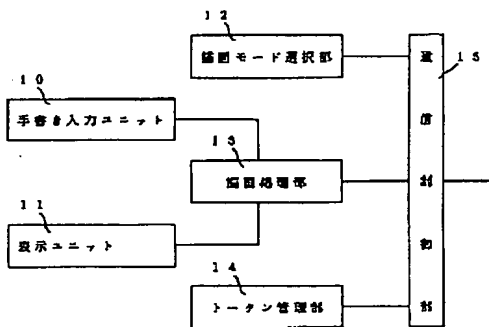 12
描画モード選択部
15
10
手書き入力ユニット
13
描画処理部
11
表示ユニット
14
トークン管理部
通信制御部